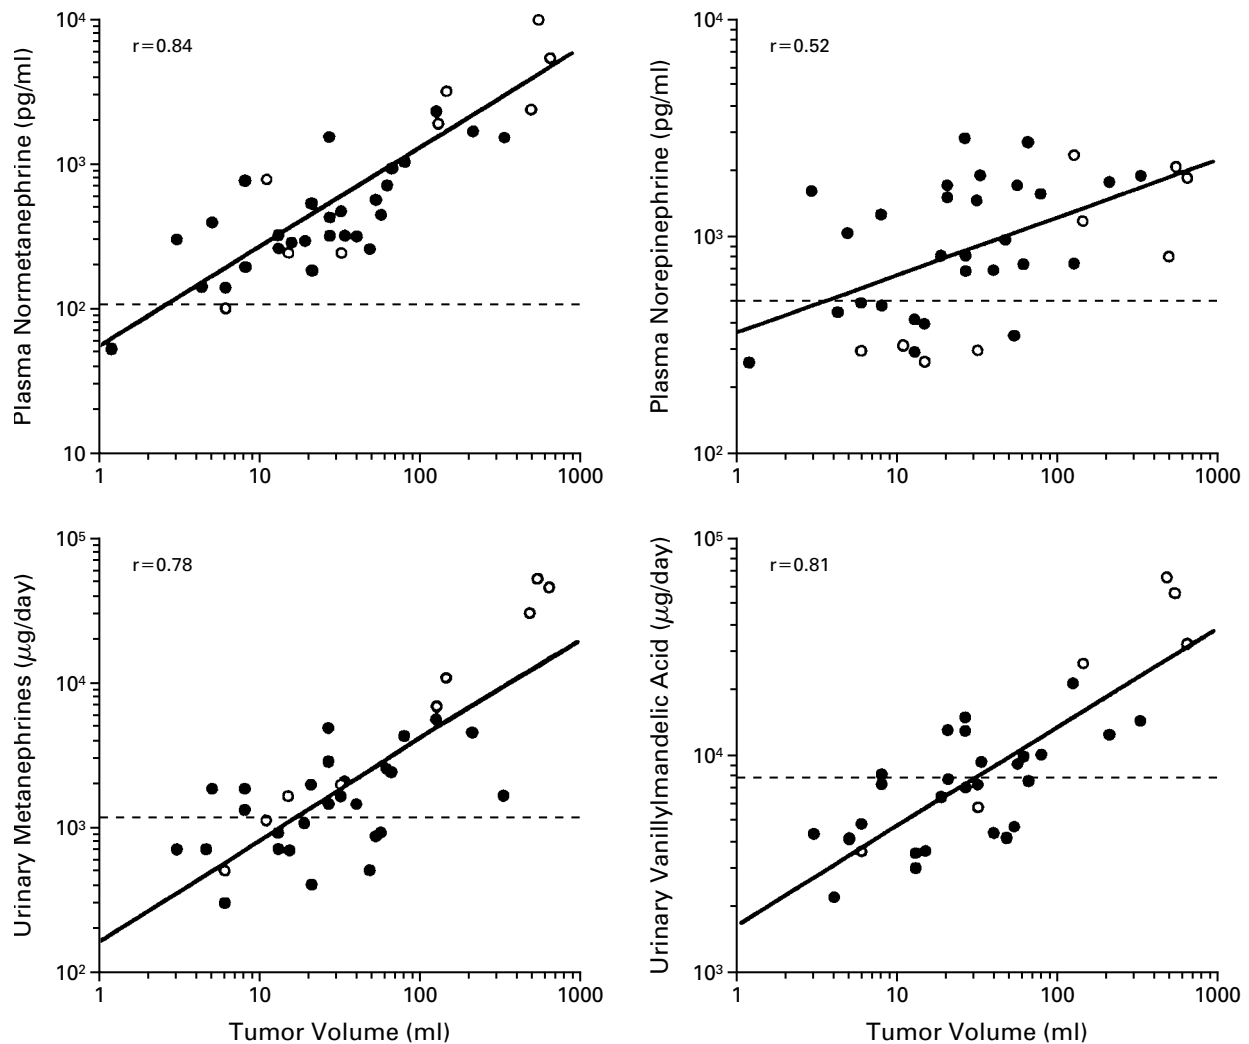 Plasma Normetanephrine (pg/ml)
r=0.84
10⁴
10³
10²
10
1 10 100 1000
Plasma Norepinephrine (pg/ml)
r=0.52
10⁴
10³
10²
1 10 100 1000
Urinary Metanephrines (μg/day)
r=0.78
10⁵
10⁴
10³
10²
1 10 100 1000
Tumor Volume (ml)
Urinary Vanillylmandelic Acid (μg/day)
r=0.81
10⁵
10⁴
10³
1 10 100 1000
Tumor Volume (ml)